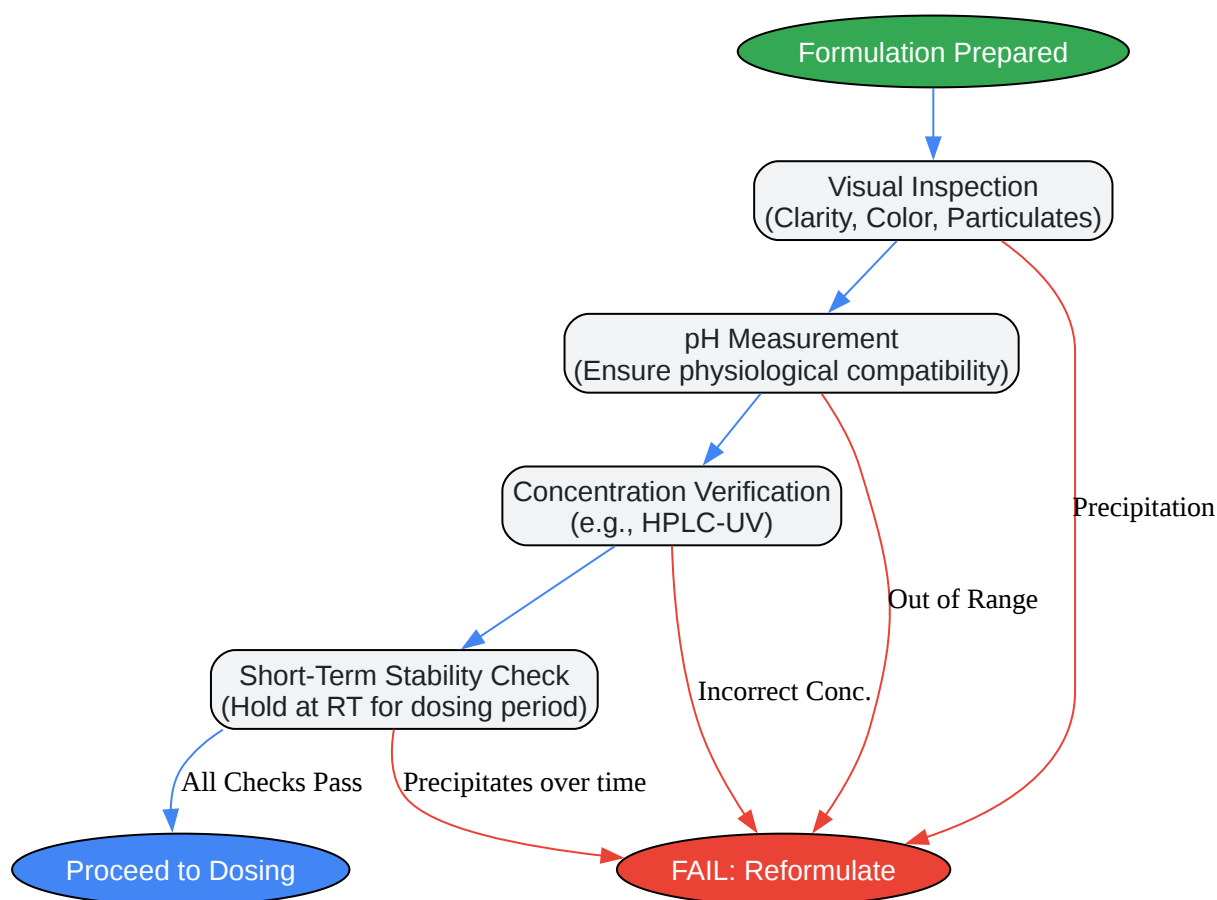 Formulation Prepared
Visual Inspection
(Clarity, Color, Particulates)
pH Measurement
(Ensure physiological compatibility)
Concentration Verification
(e.g., HPLC-UV)
Precipitation
Out of Range
Short-Term Stability Check
(Hold at RT for dosing period)
Incorrect Conc.
All Checks Pass
Precipitates over time
Proceed to Dosing
FAIL: Reformulate